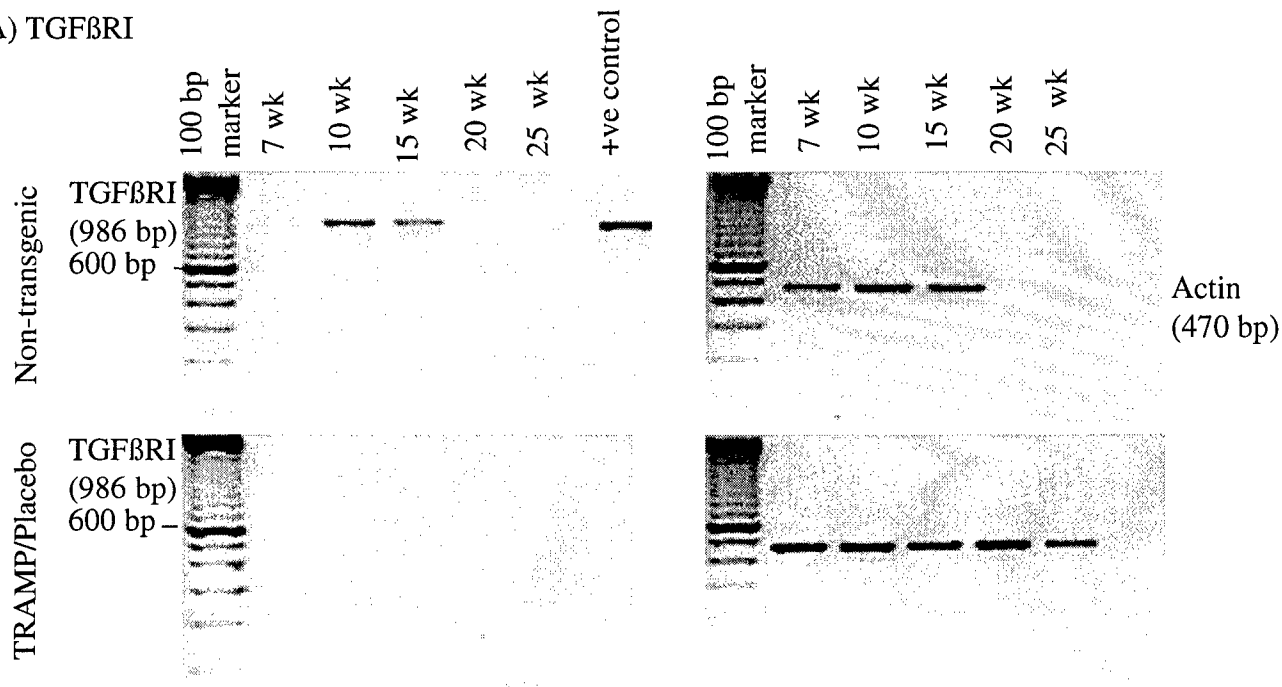 A) TGFßRI
100 bp
marker
7 wk
10 wk
15 wk
20 wk
25 wk
+ve control
100 bp
marker
7 wk
10 wk
15 wk
20 wk
25 wk
Non-transgenic
TGFßRI
(986 bp)
600 bp
Actin
(470 bp)
TRAMP/Placebo
TGFßRI
(986 bp)
600 bp